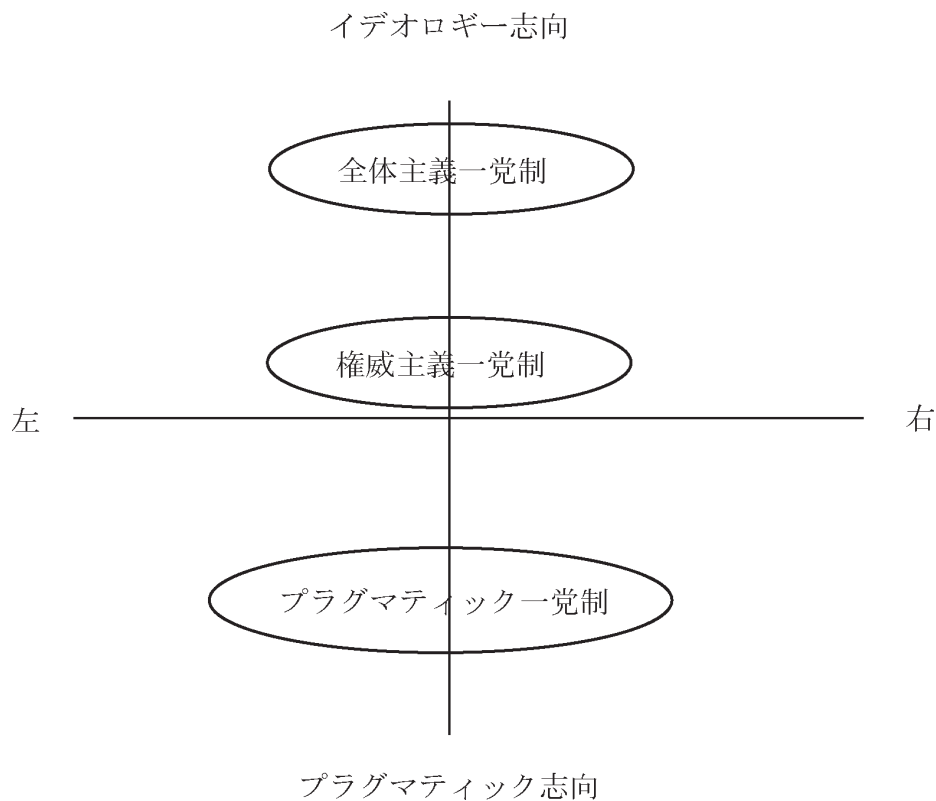 イデオロギー志向
全体主義一党制
権威主義一党制
左
右
プラグマティック一党制
プラグマティック志向